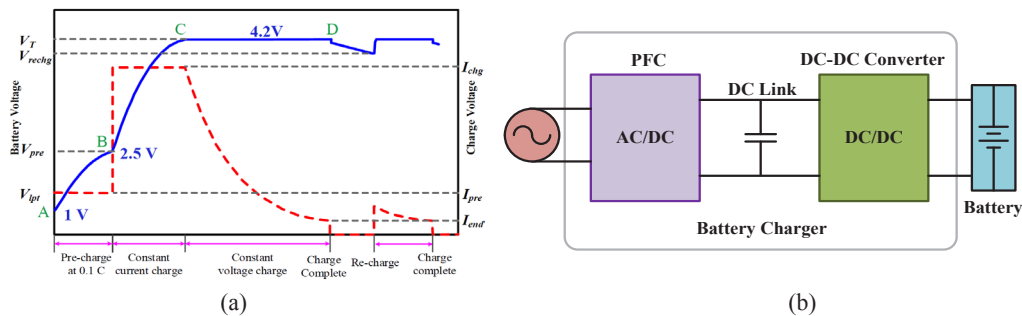 V_T
V_rechg
V_pre
V_lpt
Battery Voltage
A
B
C
D
1 V
2.5 V
4.2V
I_chg
I_pre
I_end
Charge Voltage
Pre-charge
at 0.1 C
Constant
current charge
Constant
voltage charge
Charge
Complete
Re-charge
Charge
complete
(a)
PFC
DC-DC Converter
DC Link
AC/DC
DC/DC
Battery
Battery Charger
(b)